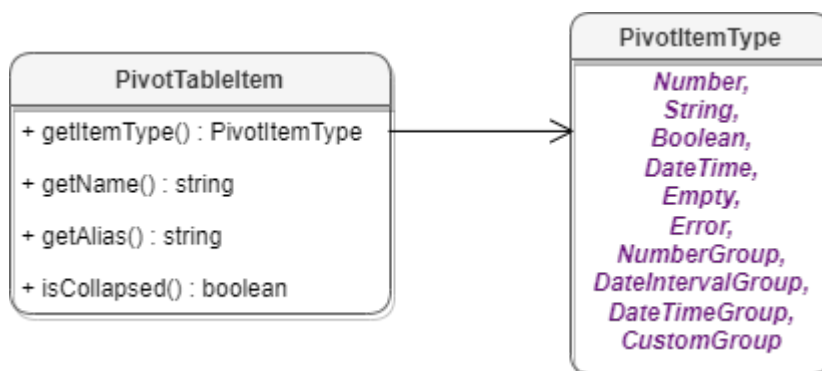 PivotTableItem
+ getItemType() : PivotItemType
+ getName() : string
+ getAlias() : string
+ isCollapsed() : boolean
PivotItemType
Number,
String,
Boolean,
DateTime,
Empty,
Error,
NumberGroup,
DateIntervalGroup,
DateTimeGroup,
CustomGroup